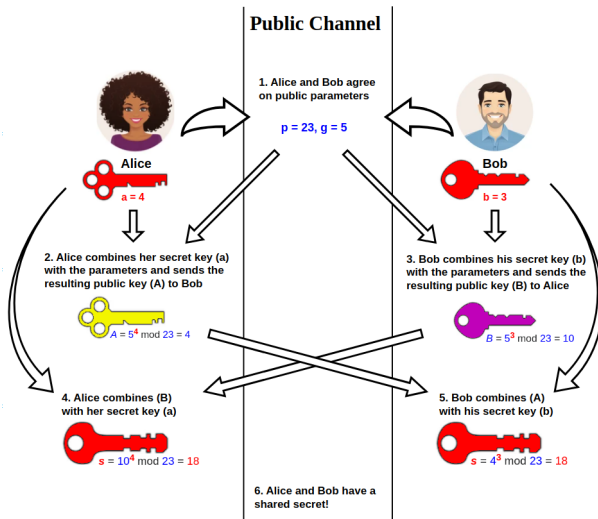 Public Channel
1. Alice and Bob agree
on public parameters
p = 23, g = 5
Alice
a = 4
Bob
b = 3
2. Alice combines her secret key (a)
with the parameters and sends the
resulting public key (A) to Bob
A = 5⁴ mod 23 = 4
3. Bob combines his secret key (b)
with the parameters and sends the
resulting public key (B) to Alice
B = 5³ mod 23 = 10
4. Alice combines (B)
with her secret key (a)
s = 10⁴ mod 23 = 18
5. Bob combines (A)
with his secret key (b)
s = 4³ mod 23 = 18
6. Alice and Bob have a
shared secret!